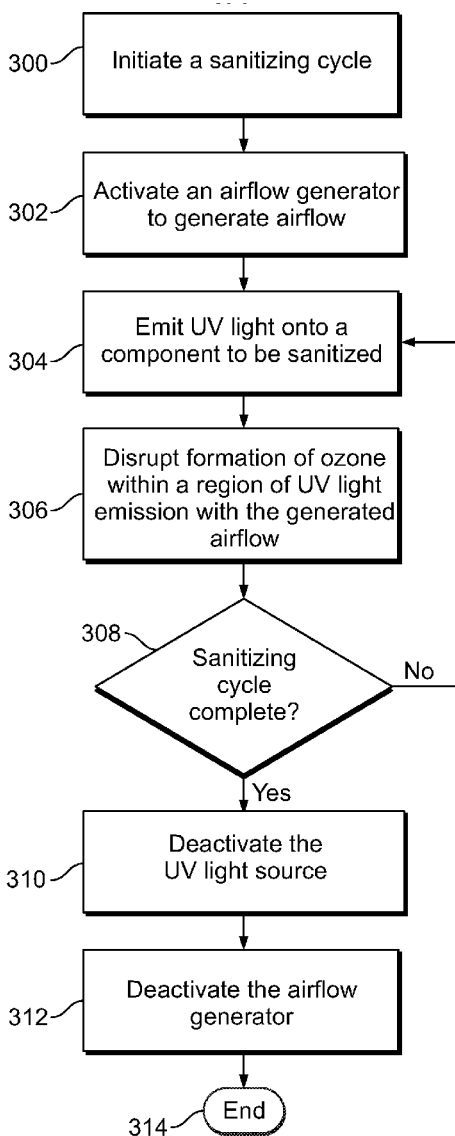 300
Initiate a sanitizing cycle
302
Activate an airflow generator
to generate airflow
304
Emit UV light onto a
component to be sanitized
306
Disrupt formation of ozone
within a region of UV light
emission with the generated
airflow
308
Sanitizing
cycle
complete?
No
Yes
310
Deactivate the
UV light source
312
Deactivate the airflow
generator
314
End